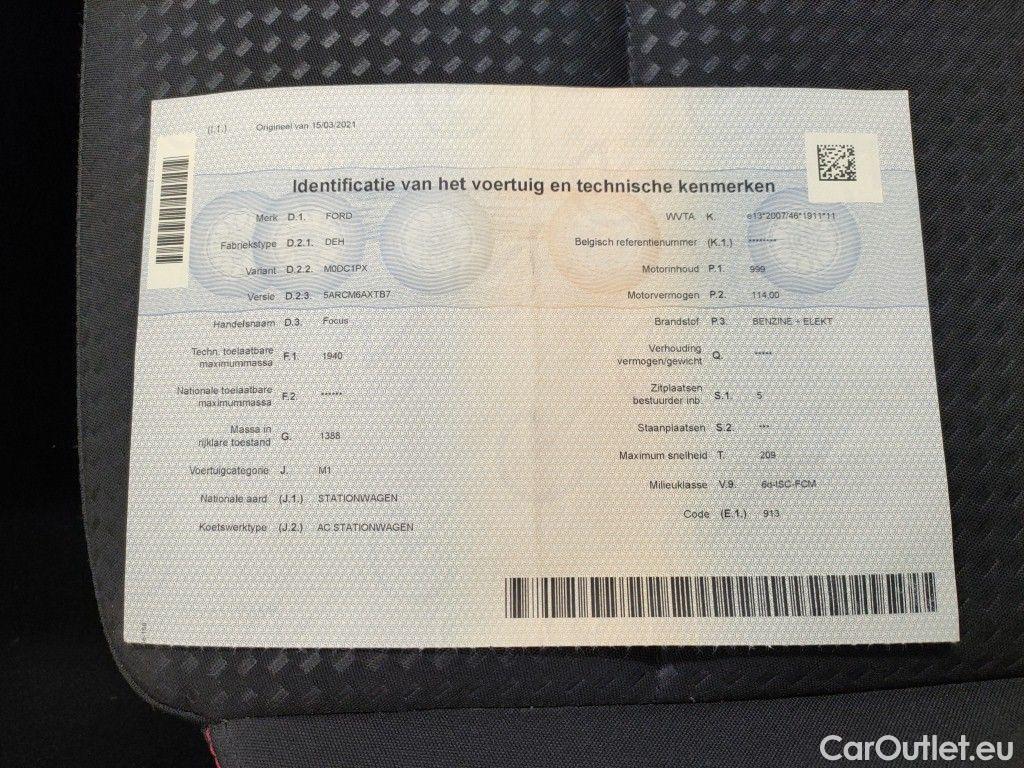 (I.1.) Origineel van 15/03/2021
Identificatie van het voertuig en technische kenmerken
Merk D.1. FORD
Fabriekstype D.2.1. DEH
Variant D.2.2. M0DC1PX
Versie D.2.3. 5ARCM6AXTB7
Handelsnaam D.3. Focus
Techn. toelaatbare
maximummassa F.1. 1940
Nationale toelaatbare
maximummassa F.2. ******
Massa in
rijklare toestand G. 1388
Voertuigcategorie J. M1
Nationale aard (J.1.) STATIONWAGEN
Koetswerktype (J.2.) AC STATIONWAGEN
WVTA K. e13*2007/46*1911*11
Belgisch referentienummer (K.1.) ********
Motorinhoud P.1. 999
Motorvermogen P.2. 114.00
Brandstof P.3. BENZINE + ELEKT
Verhouding
vermogen/gewicht Q. *****
Zitplaatsen
bestuurder inb. S.1. 5
Staanplaatsen S.2. ***
Maximum snelheid T. 209
Milieuklasse V.9. 6d-ISC-FCM
Code (E.1.) 913
CarOutlet.eu